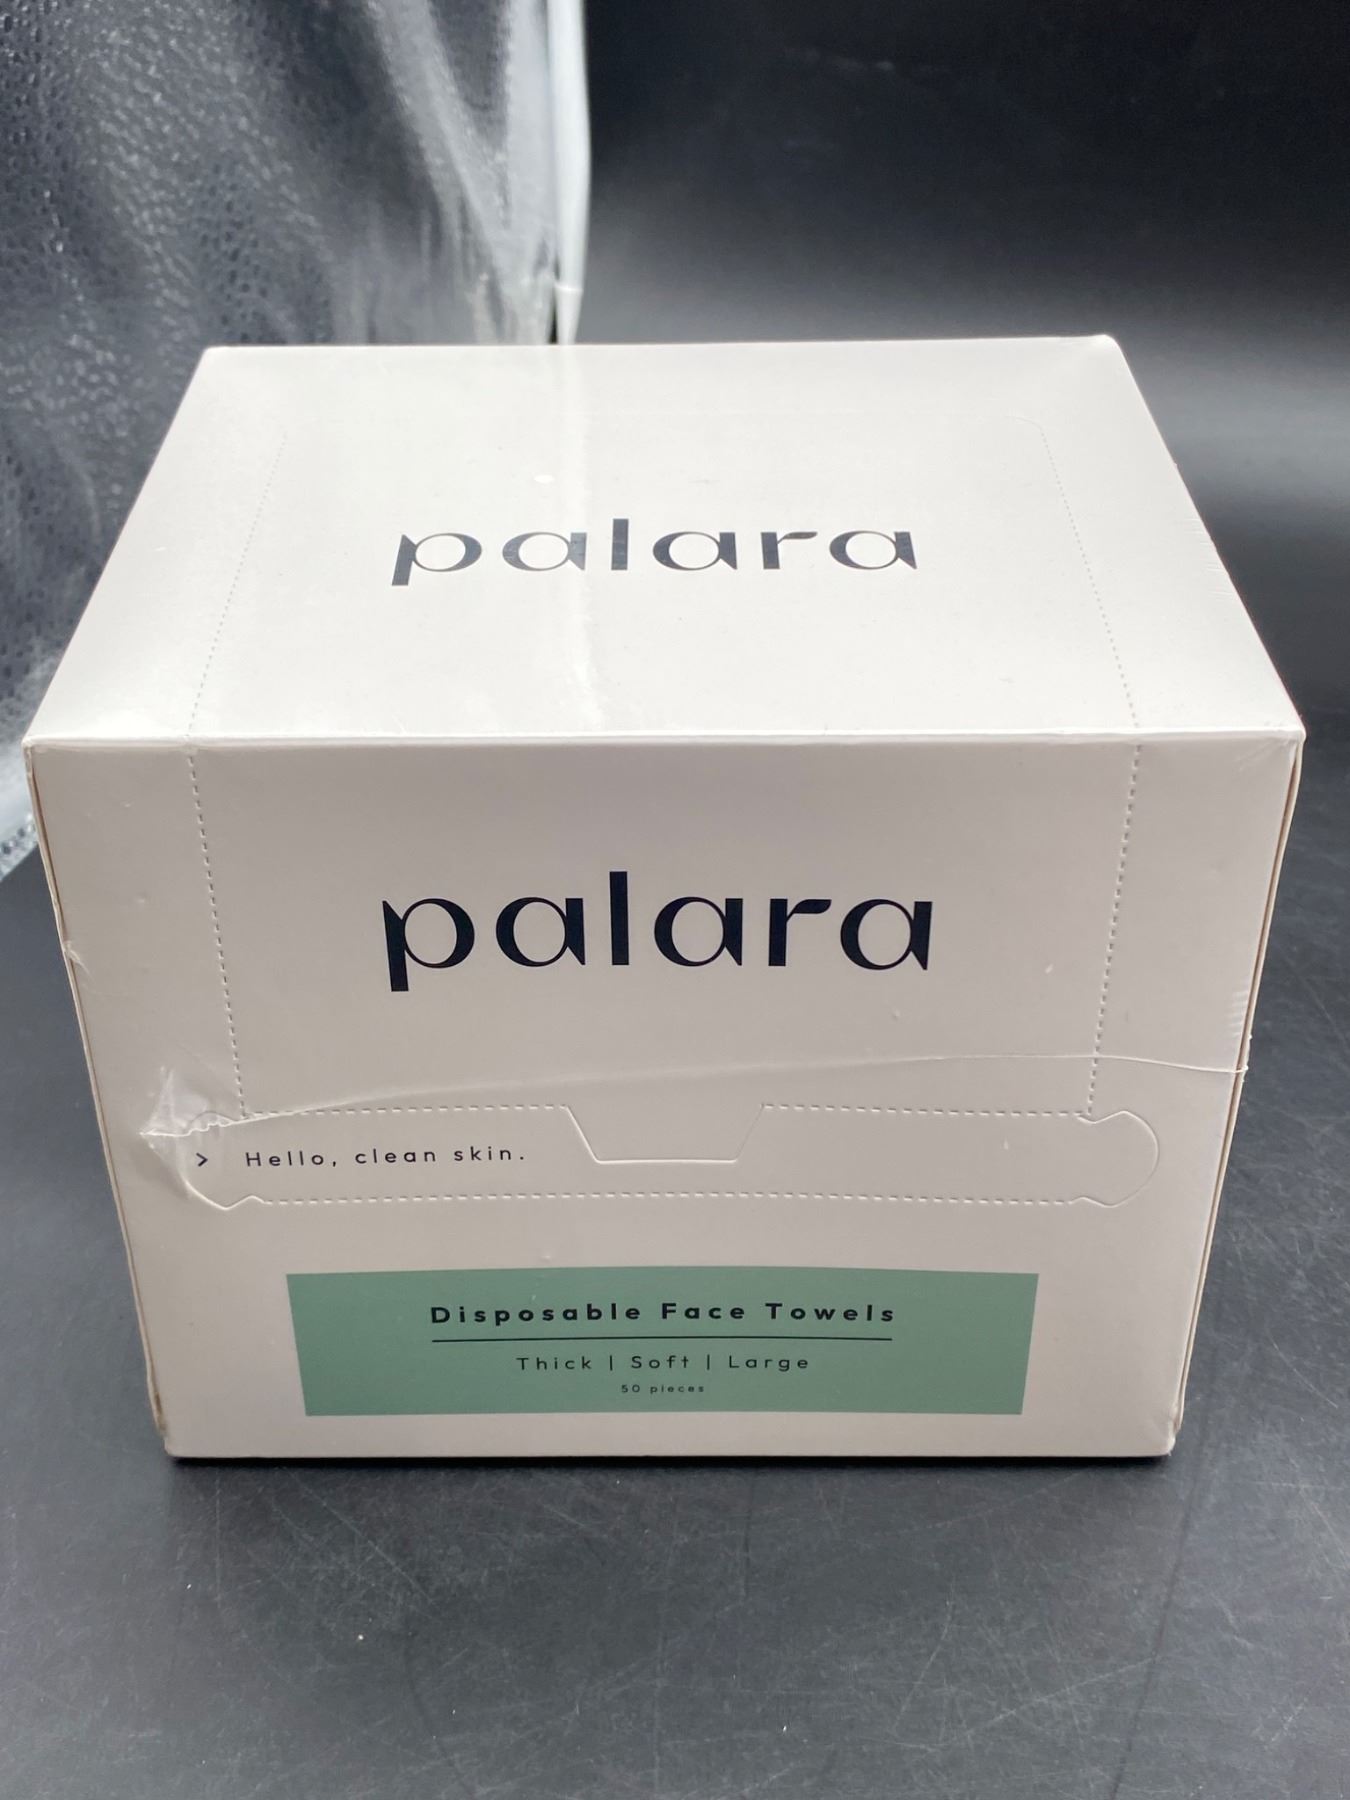 palara
palara
> Hello, clean skin.
Disposable Face Towels
Thick | Soft | Large
50 pieces